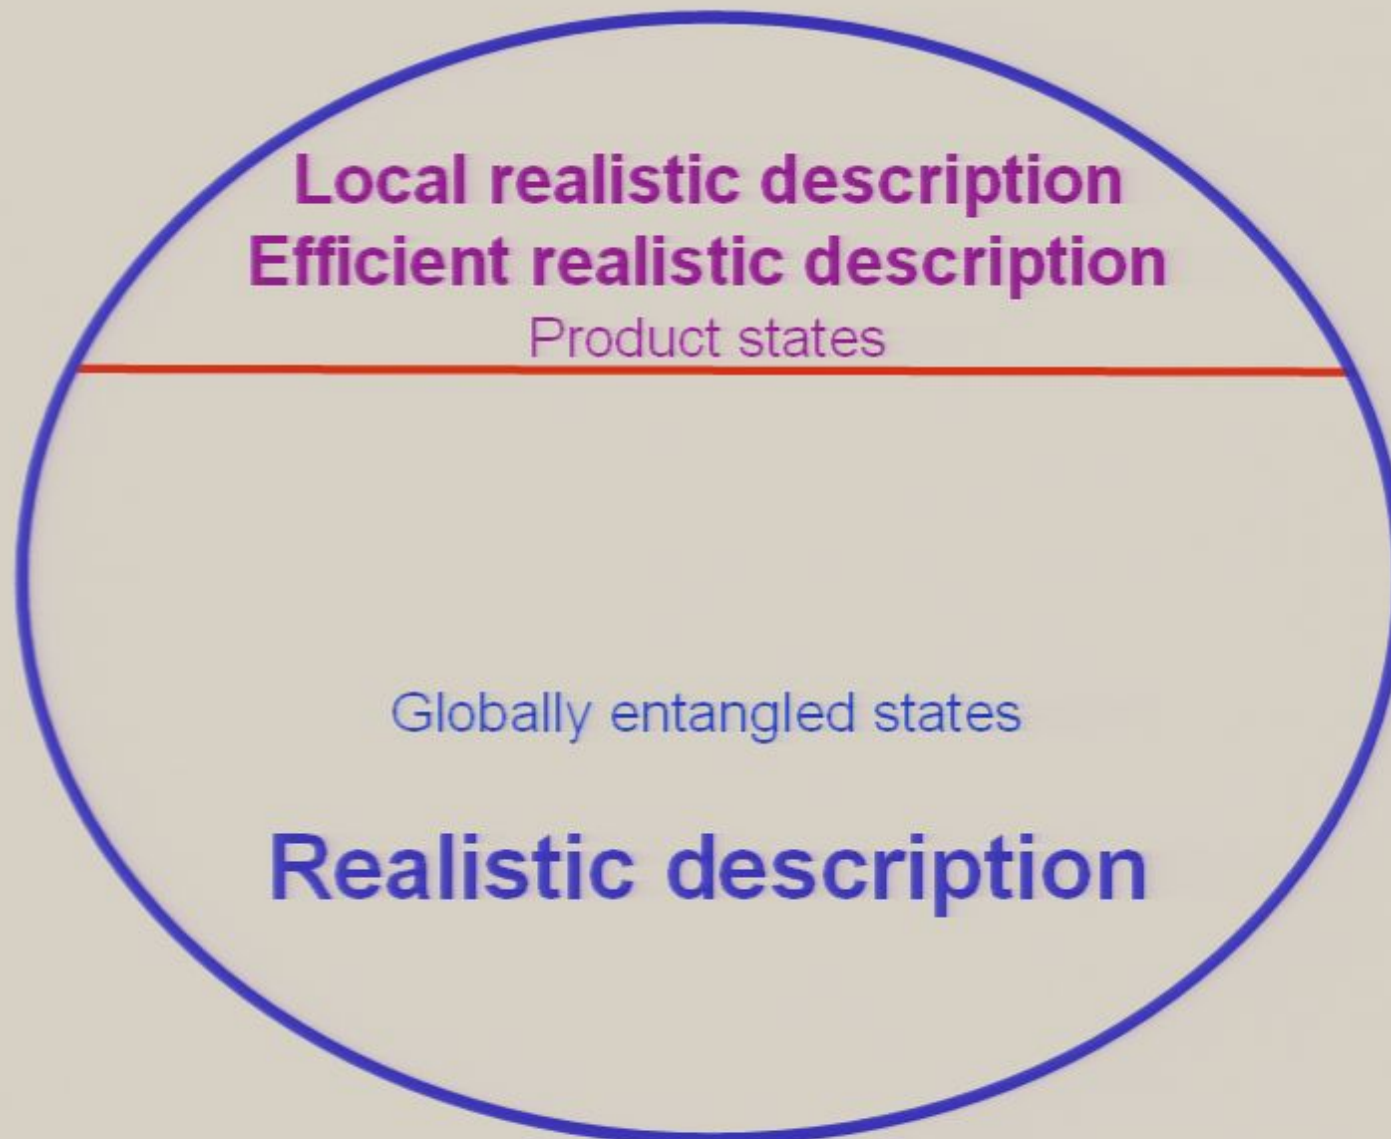 Local realistic description
Efficient realistic description
Product states
Globally entangled states
Realistic description